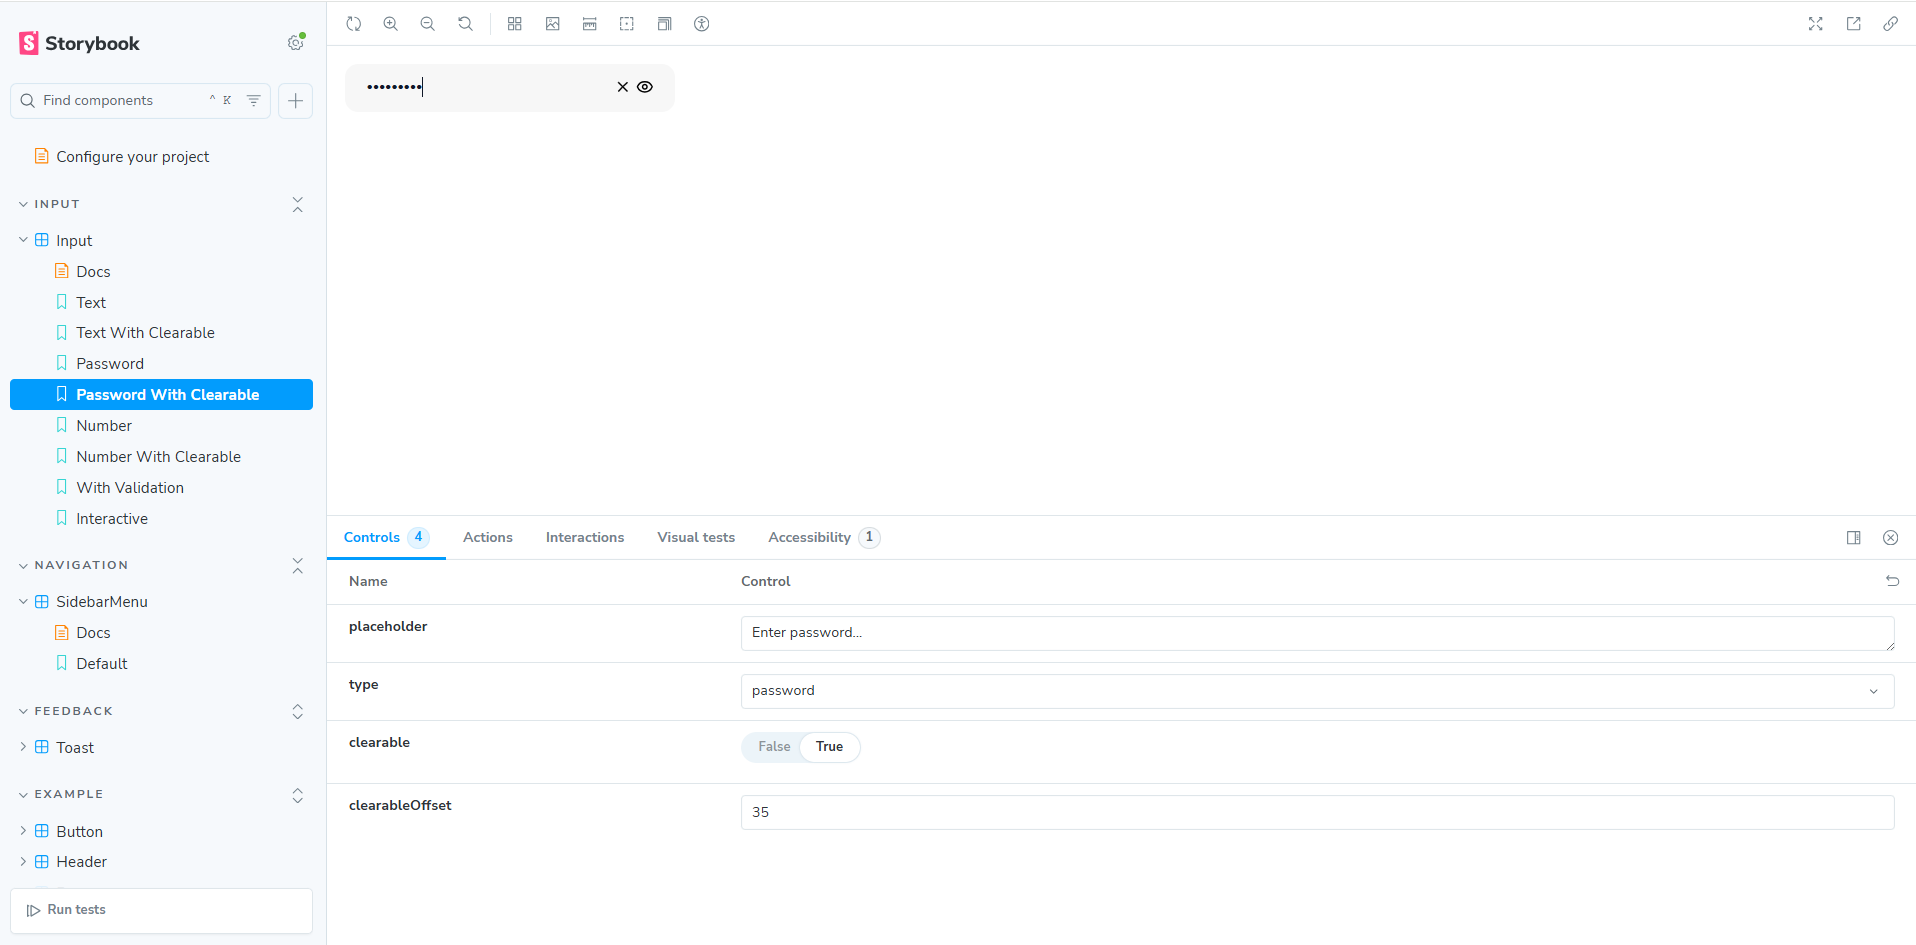 Storybook
Find components ^ K
Configure your project
INPUT
Input
Docs
Text
Text With Clearable
Password
Password With Clearable
Number
Number With Clearable
With Validation
Interactive
NAVIGATION
SidebarMenu
Docs
Default
FEEDBACK
Toast
EXAMPLE
Button
Header
Run tests
•••••••••
Controls 4 Actions Interactions Visual tests Accessibility 1
Name Control
placeholder Enter password...
type password
clearable False True
clearableOffset 35